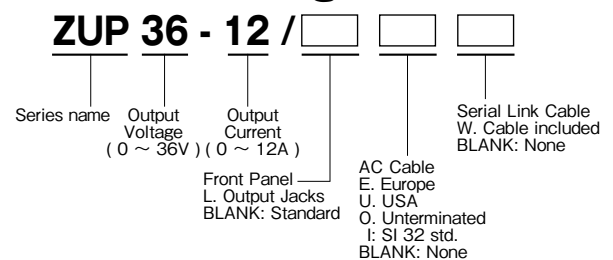 ZUP 36 - 12 /
Series name
Output
Voltage
( 0 ～ 36V )
Output
Current
( 0 ～ 12A )
Front Panel
L. Output Jacks
BLANK: Standard
AC Cable
E. Europe
U. USA
O. Unterminated
I: SI 32 std.
BLANK: None
Serial Link Cable
W. Cable included
BLANK: None